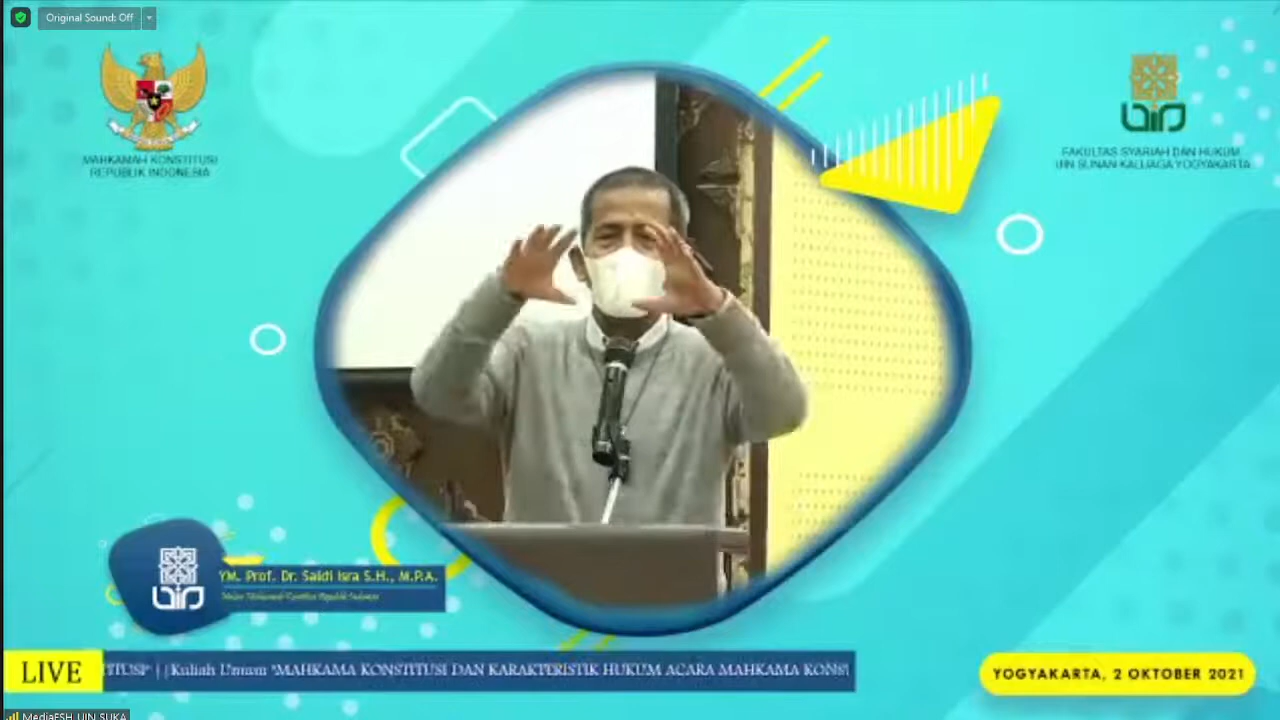 Original Sound: Off
MAHKAMAH KONSTITUSI
REPUBLIK INDONESIA
FAKULTAS SYARIAH DAN HUKUM
UIN SUNAN KALIJAGA YOGYAKARTA
YM. Prof. Dr. Saldi Isra S.H., M.P.A.
LIVE
TITUSI" | |Kuliah Umum "MAHKAMA KONSTITUSI DAN KARAKTERISTIK HUKUM ACARA MAHKAMA KONST
YOGYAKARTA, 2 OKTOBER 2021
MediaFSH_UIN SUKA